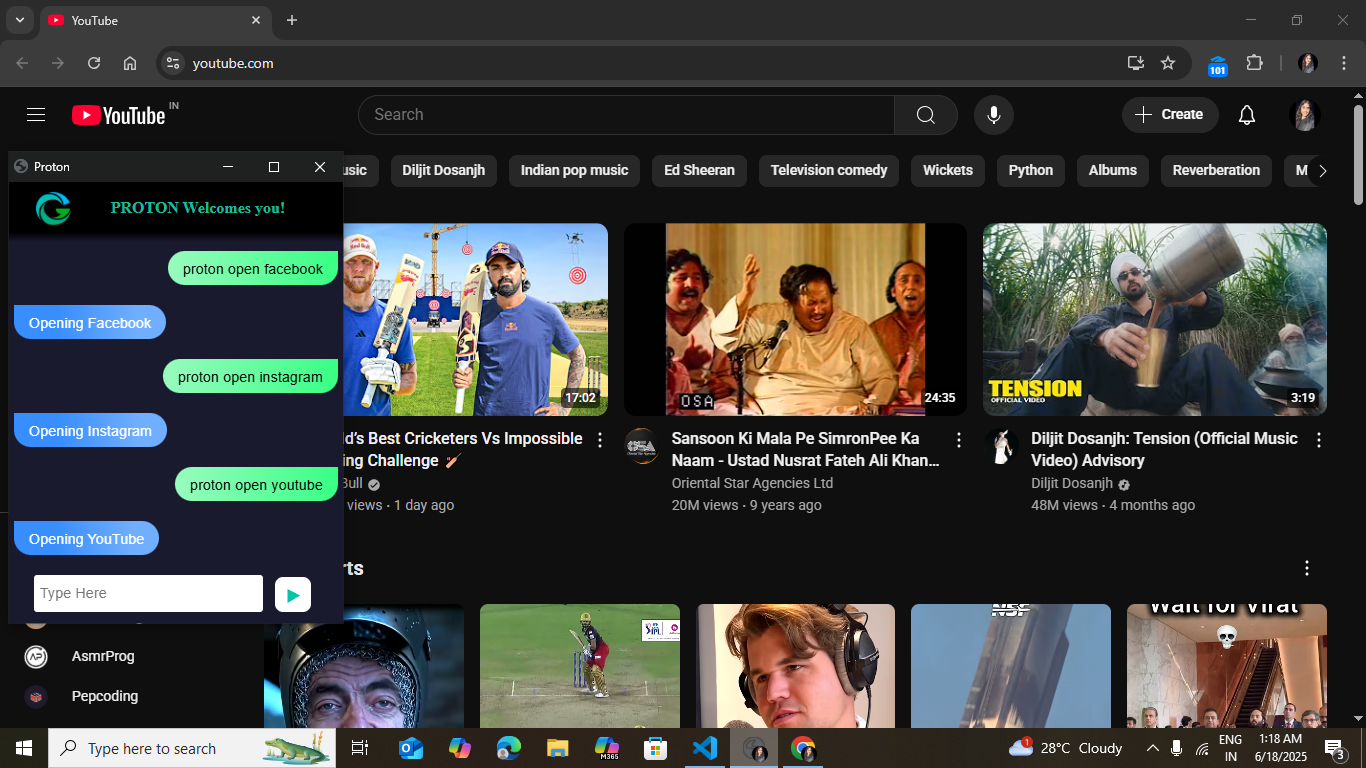 YouTube
youtube.com
101
YouTube IN
Search
Create
Proton
usic
Diljit Dosanjh
Indian pop music
Ed Sheeran
Television comedy
Wickets
Python
Albums
Reverberation
M
PROTON Welcomes you!
proton open facebook
Opening Facebook
proton open instagram
Opening Instagram
proton open youtube
Opening YouTube
Type Here
17:02
d's Best Cricketers Vs Impossible
ing Challenge
Bull
views · 1 day ago
OSA
24:35
Sansoon Ki Mala Pe SimronPee Ka
Naam - Ustad Nusrat Fateh Ali Khan...
Oriental Star Agencies Ltd
20M views · 9 years ago
TENSION
OFFICIAL VIDEO
3:19
Diljit Dosanjh: Tension (Official Music
Video) Advisory
Diljit Dosanjh
48M views · 4 months ago
rts
IPL
NSF
Wait for Viral
AsmrProg
Pepcoding
Type here to search
M365
28°C Cloudy
1
ENG
IN
1:18 AM
6/18/2025
3